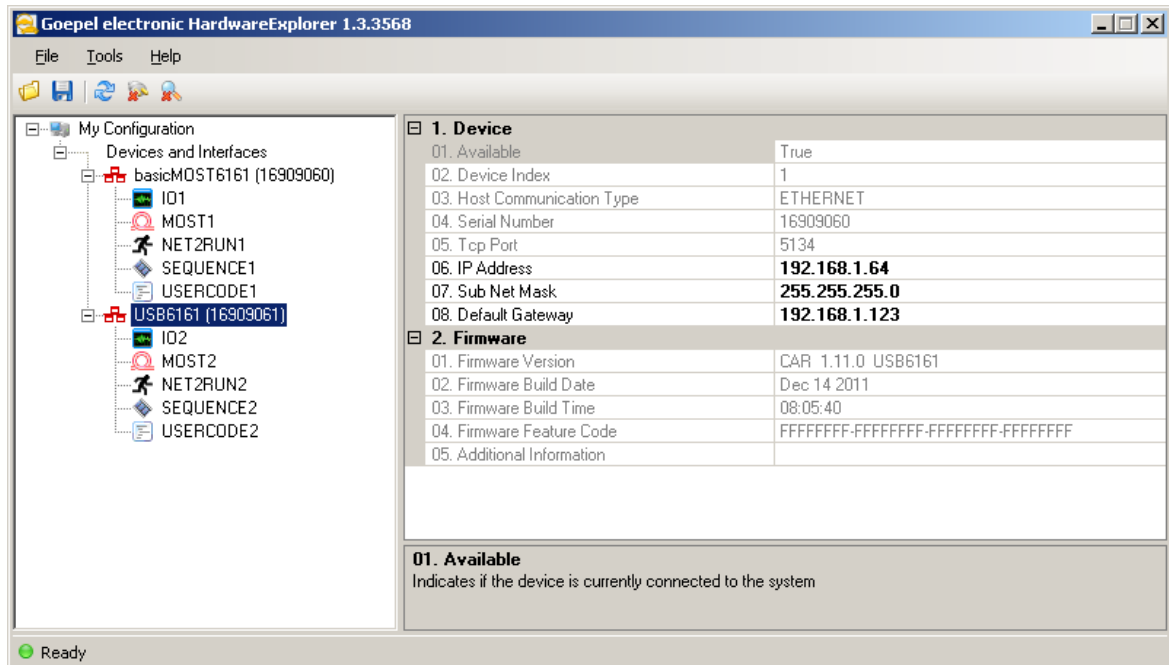 Goepel electronic HardwareExplorer 1.3.3568
File Tools Help
My Configuration
Devices and Interfaces
basicMOST6161 (16909060)
IO1
MOST1
NET2RUN1
SEQUENCE1
USERCODE1
USB6161 (16909061)
IO2
MOST2
NET2RUN2
SEQUENCE2
USERCODE2
1. Device
01. Available True
02. Device Index 1
03. Host Communication Type ETHERNET
04. Serial Number 16909060
05. Tcp Port 5134
06. IP Address 192.168.1.64
07. Sub Net Mask 255.255.255.0
08. Default Gateway 192.168.1.123
2. Firmware
01. Firmware Version CAR 1.11.0 USB6161
02. Firmware Build Date Dec 14 2011
03. Firmware Build Time 08:05:40
04. Firmware Feature Code FFFFFFFF-FFFFFFFF-FFFFFFFF-FFFFFFFF
05. Additional Information
01. Available
Indicates if the device is currently connected to the system
Ready